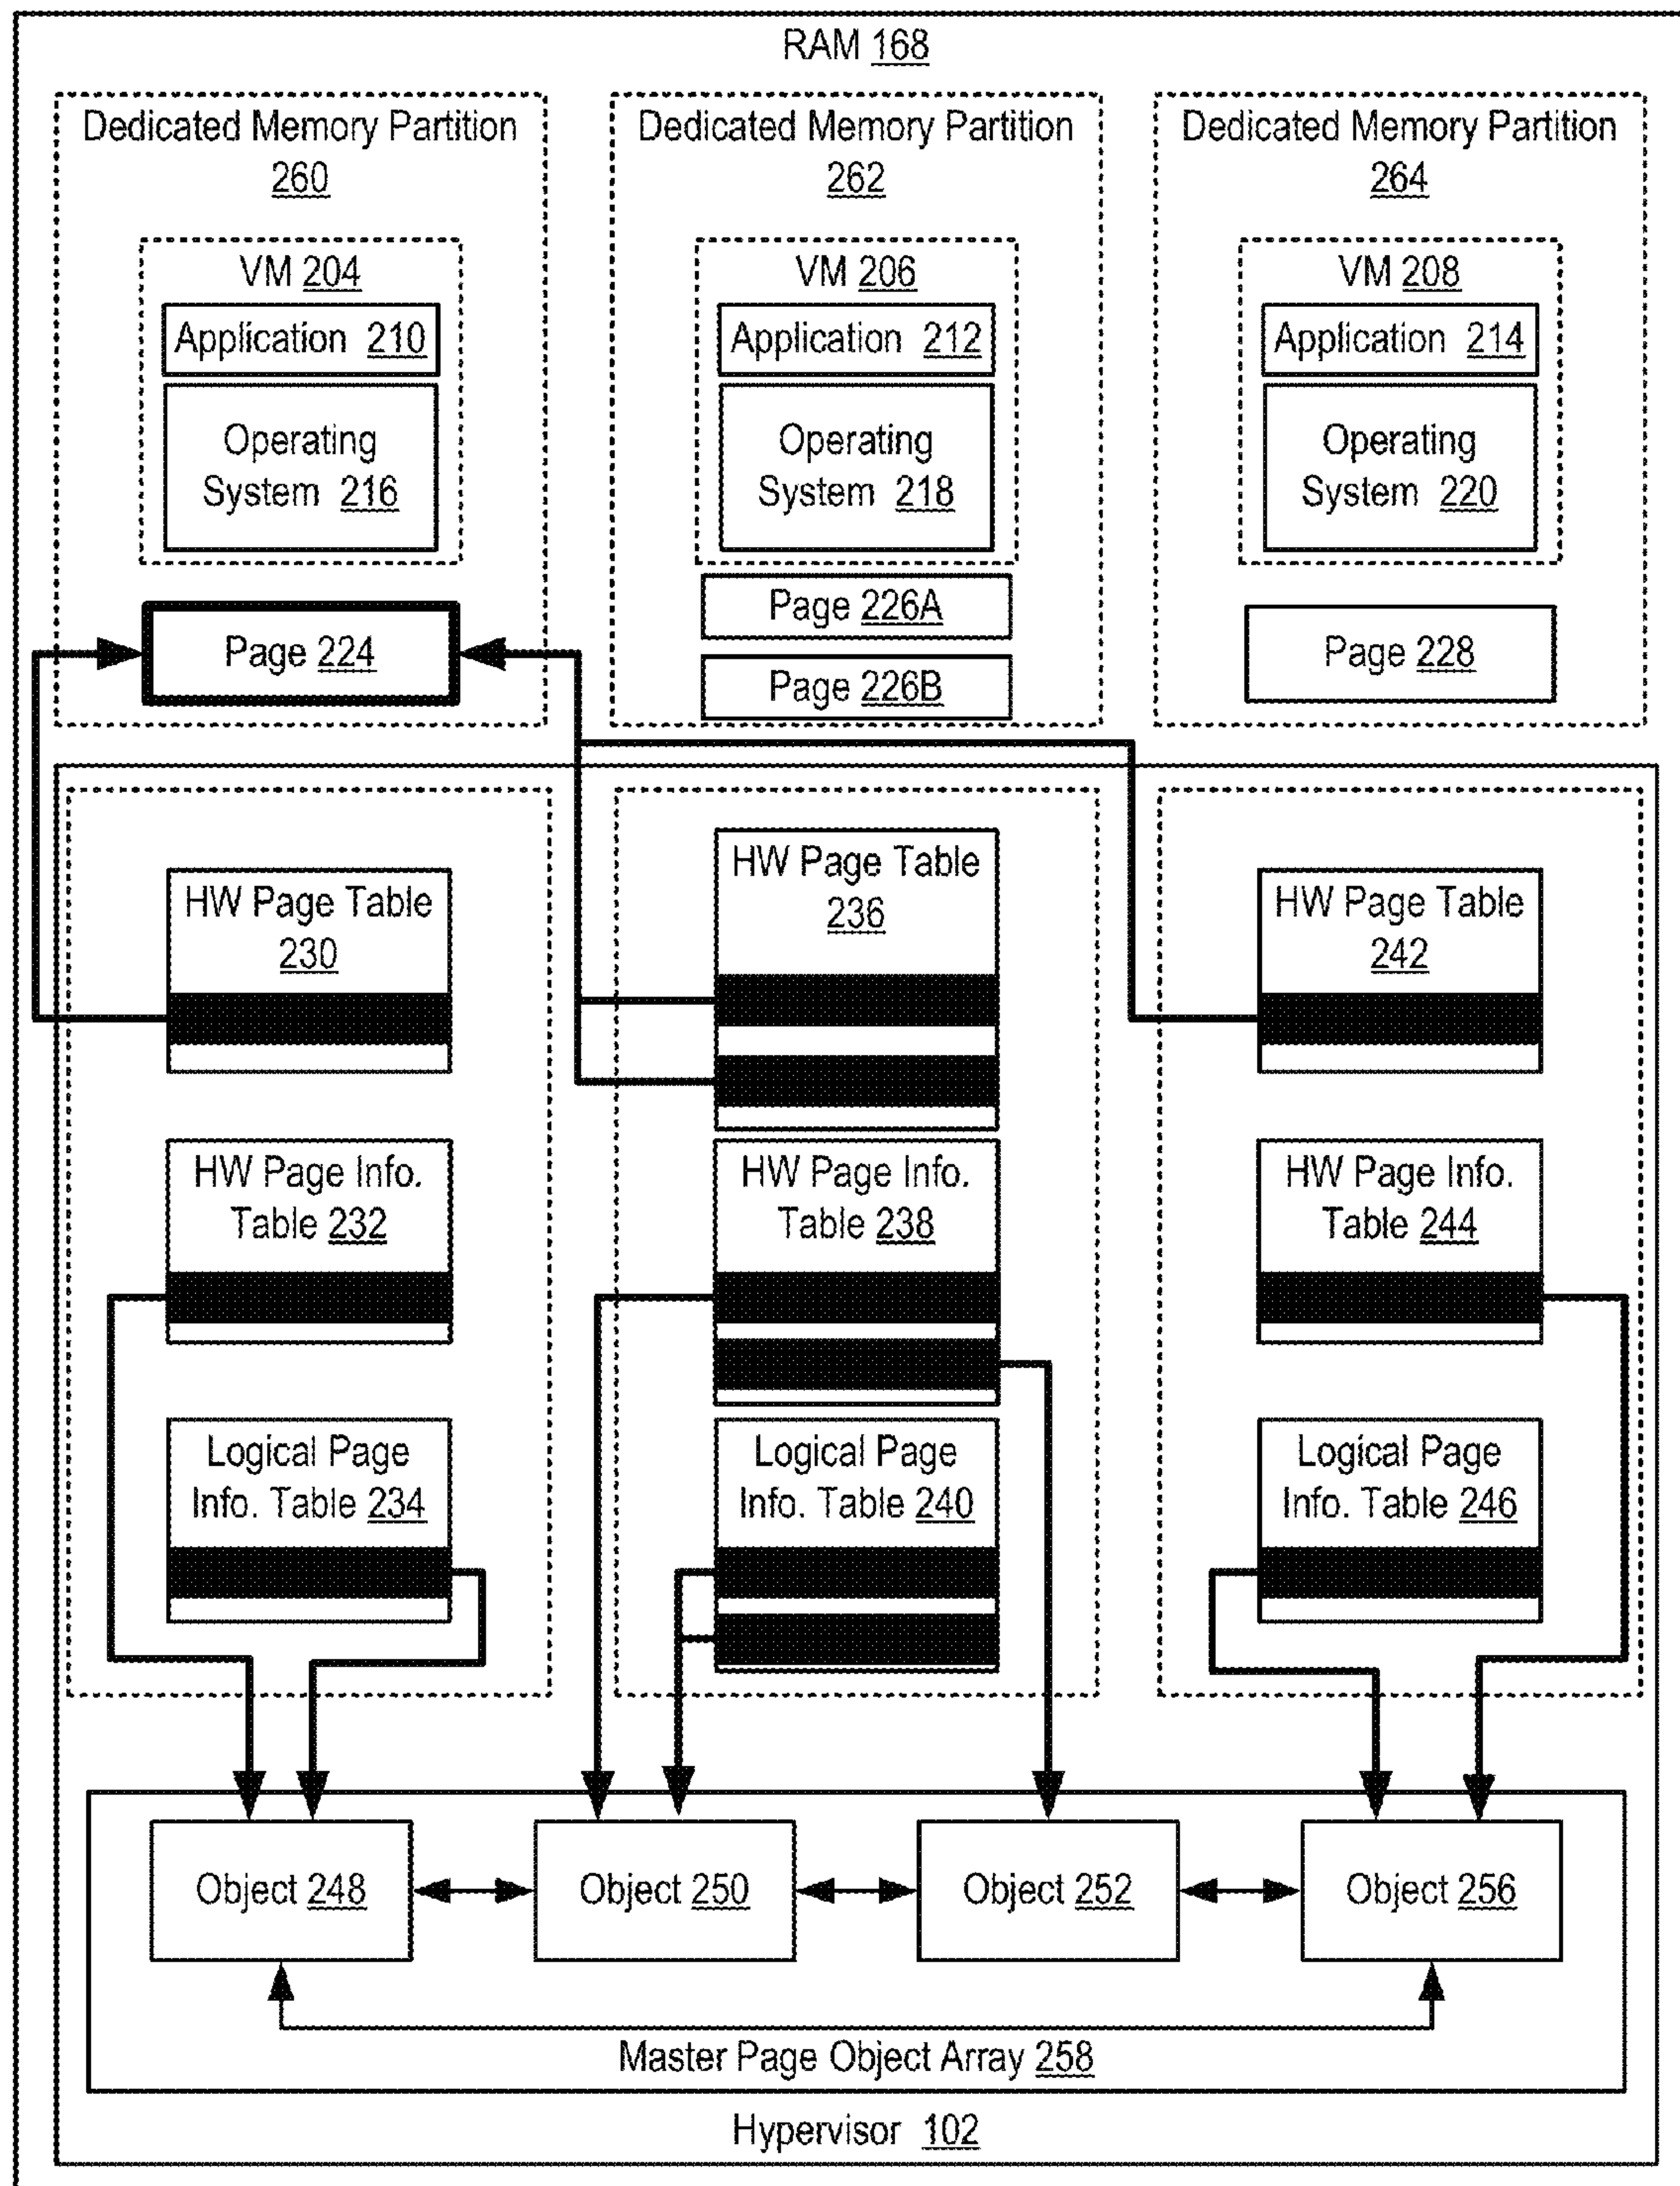 RAM 168
Dedicated Memory Partition
260
VM 204
Application 210
Operating
System 216
Page 224
Dedicated Memory Partition
262
VM 206
Application 212
Operating
System 218
Page 226A
Page 226B
Dedicated Memory Partition
264
VM 208
Application 214
Operating
System 220
Page 228
HW Page Table
230
HW Page Info.
Table 232
Logical Page
Info. Table 234
HW Page Table
236
HW Page Info.
Table 238
Logical Page
Info. Table 240
HW Page Table
242
HW Page Info.
Table 244
Logical Page
Info. Table 246
Object 248
Object 250
Object 252
Object 256
Master Page Object Array 258
Hypervisor 102